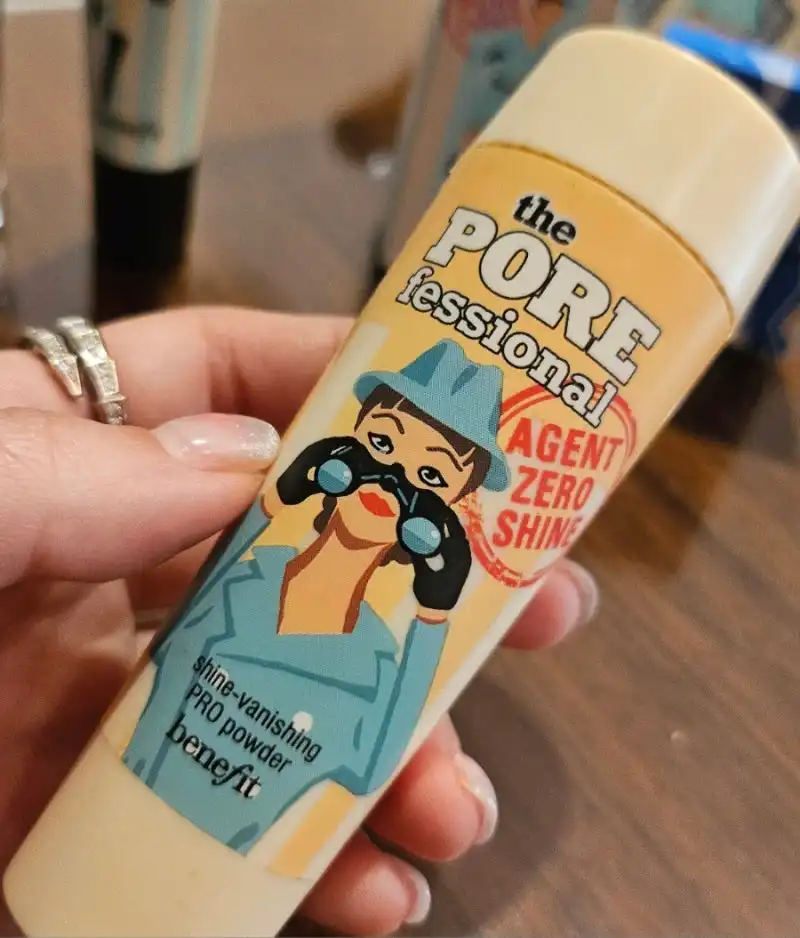 the
PORE
fessional
AGENT
ZERO
SHINE
shine-vanishing
PRO powder
benefit